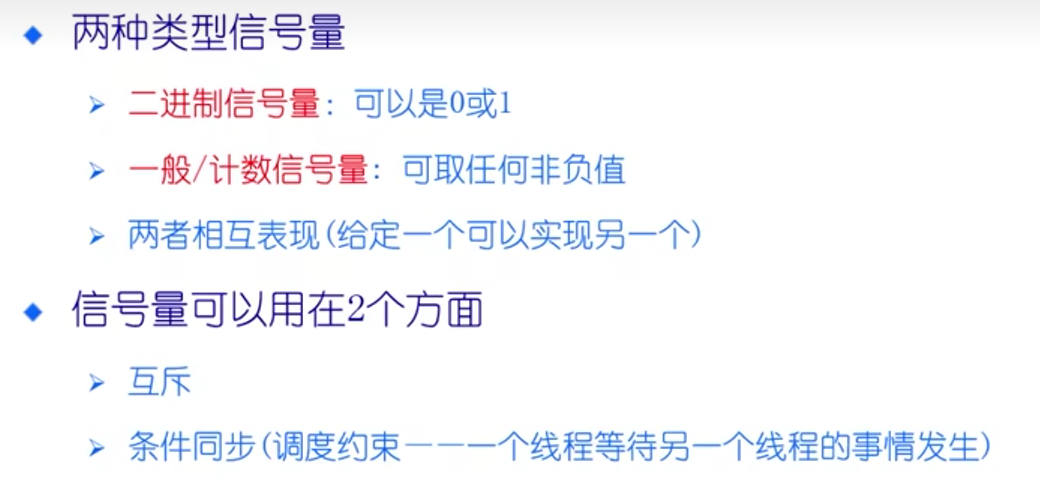 两种类型信号量
二进制信号量：可以是0或1
一般/计数信号量：可取任何非负值
两者相互表现(给定一个可以实现另一个)
信号量可以用在2个方面
互斥
条件同步(调度约束——一个线程等待另一个线程的事情发生)